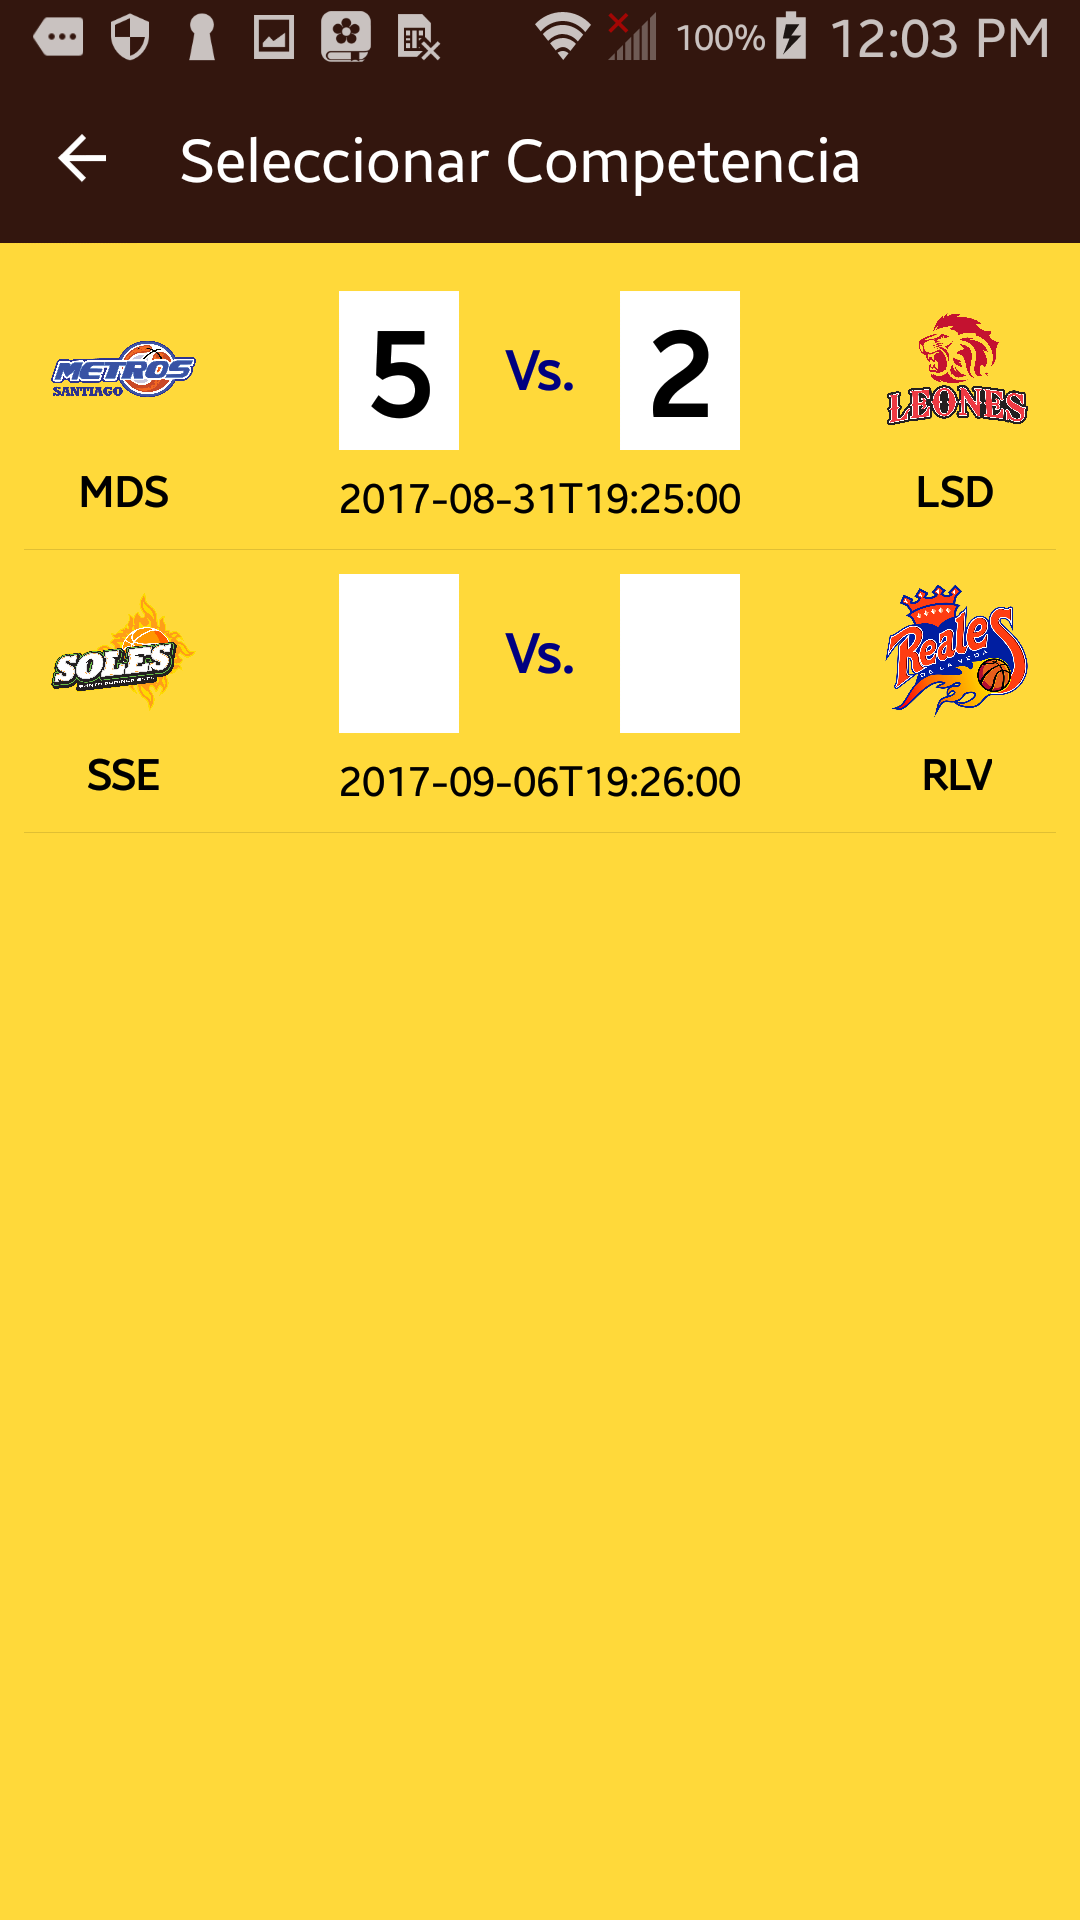 100% 12:03 PM
Seleccionar Competencia
METROS
SANTIAGO
5 Vs. 2
LEONES
MDS 2017-08-31T19:25:00 LSD
SOLES
Vs.
Reales
SSE 2017-09-06T19:26:00 RLV